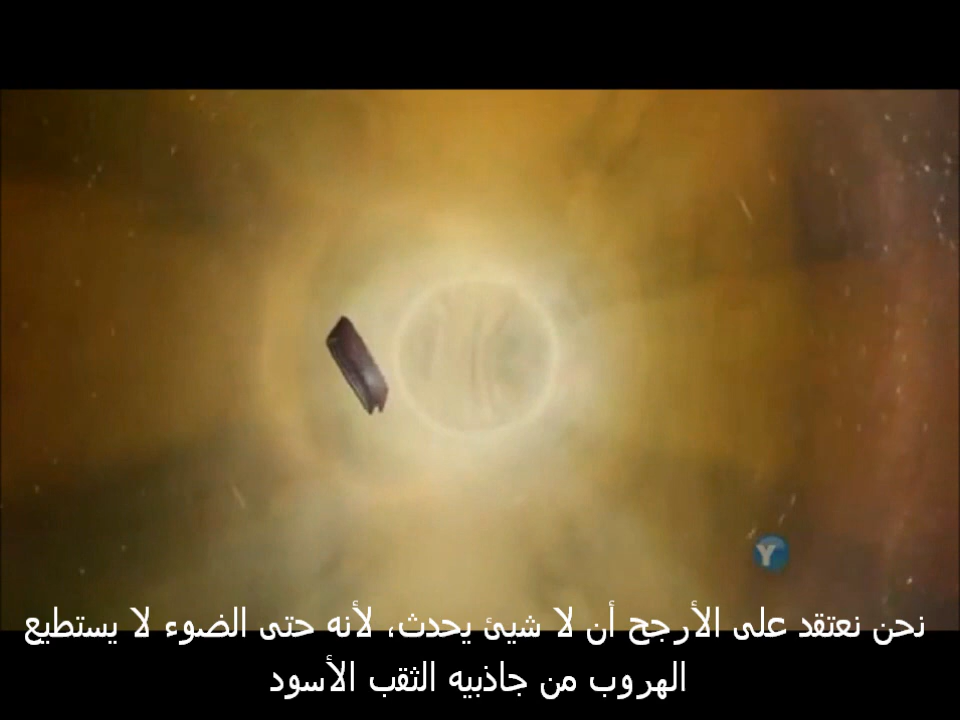 Y
نحن نعتقد على الأرجح أن لا شيئ يحدث، لأنه حتى الضوء لا يستطيع
الهروب من جاذبيه الثقب الأسود